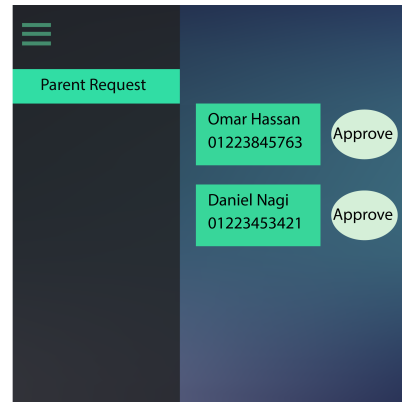 Parent Request
Omar Hassan
01223845763
Approve
Daniel Nagi
01223453421
Approve